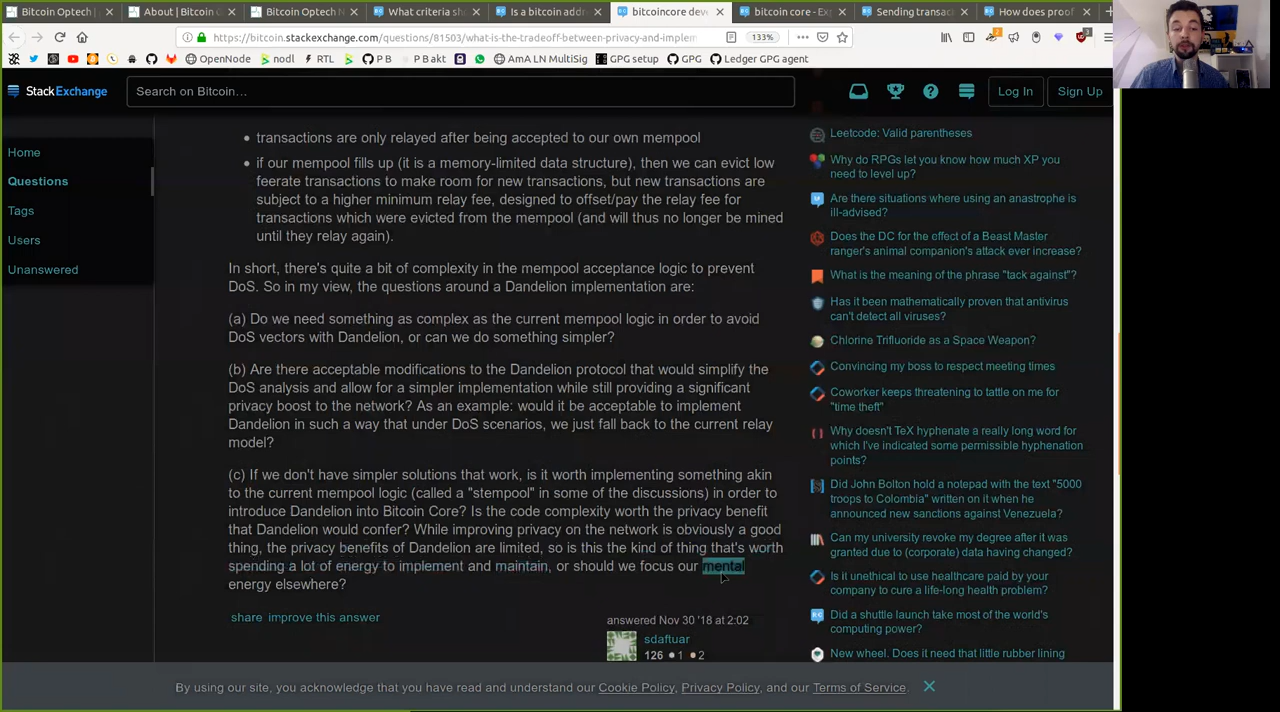 Bitcoin Optech
About | Bitcoin
Bitcoin Optech N
What criteria sh
Is a bitcoin addr
bitcoincore deve
bitcoin core - Exp
Sending transac
How does proof
https://bitcoin.stackexchange.com/questions/81503/what-is-the-tradeoff-between-privacy-and-implem
133%
OpenNode
nodl
RTL
P B
P B akt
AmA LN MultiSig
GPG setup
GPG
Ledger GPG agent
StackExchange
Search on Bitcoin…
Log In
Sign Up
Home
Questions
Tags
Users
Unanswered
transactions are only relayed after being accepted to our own mempool
if our mempool fills up (it is a memory-limited data structure), then we can evict low
feerate transactions to make room for new transactions, but new transactions are
subject to a higher minimum relay fee, designed to offset/pay the relay fee for
transactions which were evicted from the mempool (and will thus no longer be mined
until they relay again).
In short, there's quite a bit of complexity in the mempool acceptance logic to prevent
DoS. So in my view, the questions around a Dandelion implementation are:
(a) Do we need something as complex as the current mempool logic in order to avoid
DoS vectors with Dandelion, or can we do something simpler?
(b) Are there acceptable modifications to the Dandelion protocol that would simplify the
DoS analysis and allow for a simpler implementation while still providing a significant
privacy boost to the network? As an example: would it be acceptable to implement
Dandelion in such a way that under DoS scenarios, we just fall back to the current relay
model?
(c) If we don't have simpler solutions that work, is it worth implementing something akin
to the current mempool logic (called a "stempool" in some of the discussions) in order to
introduce Dandelion into Bitcoin Core? Is the code complexity worth the privacy benefit
that Dandelion would confer? While improving privacy on the network is obviously a good
thing, the privacy benefits of Dandelion are limited, so is this the kind of thing that's worth
spending a lot of energy to implement and maintain, or should we focus our mental
energy elsewhere?
share improve this answer
answered Nov 30 '18 at 2:02
sdaftuar
126 1 2
Leetcode: Valid parentheses
Why do RPGs let you know how much XP you
need to level up?
Are there situations where using an anastrophe is
ill-advised?
Does the DC for the effect of a Beast Master
ranger's animal companion's attack ever increase?
What is the meaning of the phrase "tack against"?
Has it been mathematically proven that antivirus
can't detect all viruses?
Chlorine Trifluoride as a Space Weapon?
Convincing my boss to respect meeting times
Coworker keeps threatening to tattle on me for
"time theft"
Why doesn't TeX hyphenate a really long word for
which I've indicated some permissible hyphenation
points?
Did John Bolton hold a notepad with the text "5000
troops to Colombia" written on it when he
announced new sanctions against Venezuela?
Can my university revoke my degree after it was
granted due to (corporate) data having changed?
Is it unethical to use healthcare paid by your
company to cure a life-long health problem?
Did a shuttle launch take most of the world's
computing power?
New wheel. Does it need that little rubber lining
By using our site, you acknowledge that you have read and understand our Cookie Policy, Privacy Policy, and our Terms of Service.